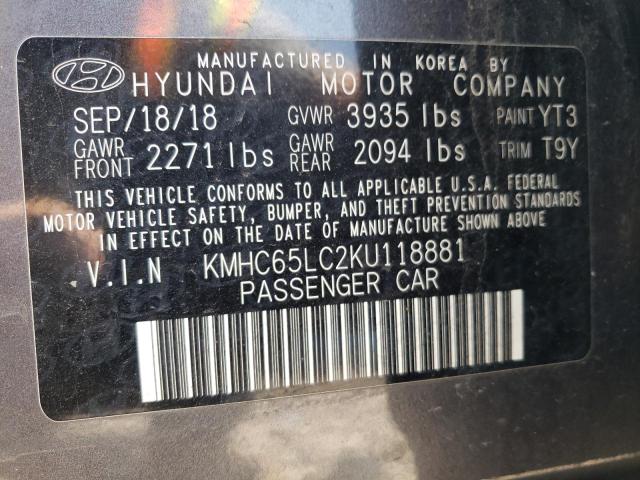 MANUFACTURED IN KOREA BY
HYUNDAI MOTOR COMPANY
SEP/18/18 GVWR 3935 lbs PAINT YT3
GAWR FRONT 2271 lbs GAWR REAR 2094 lbs TRIM T9Y
THIS VEHICLE CONFORMS TO ALL APPLICABLE U.S.A. FEDERAL
MOTOR VEHICLE SAFETY, BUMPER, AND THEFT PREVENTION STANDARDS
IN EFFECT ON THE DATE OF MANUFACTURE SHOWN ABOVE
V.I.N KMHC65LC2KU118881
PASSENGER CAR